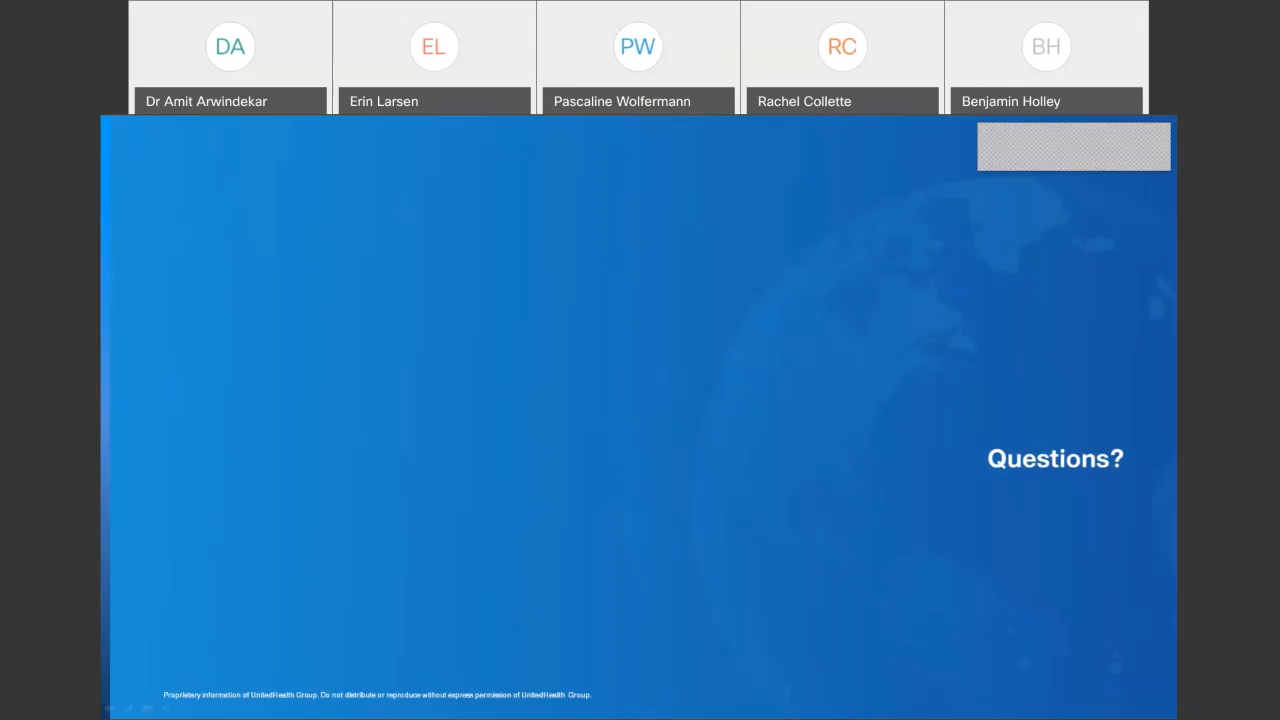 DA
EL
PW
RC
BH
Dr Amit Arwindekar
Erin Larsen
Pascaline Wolfermann
Rachel Collette
Benjamin Holley
Questions?
Proprietary information of UnitedHealth Group. Do not distribute or reproduce without express permission of UnitedHealth Group.